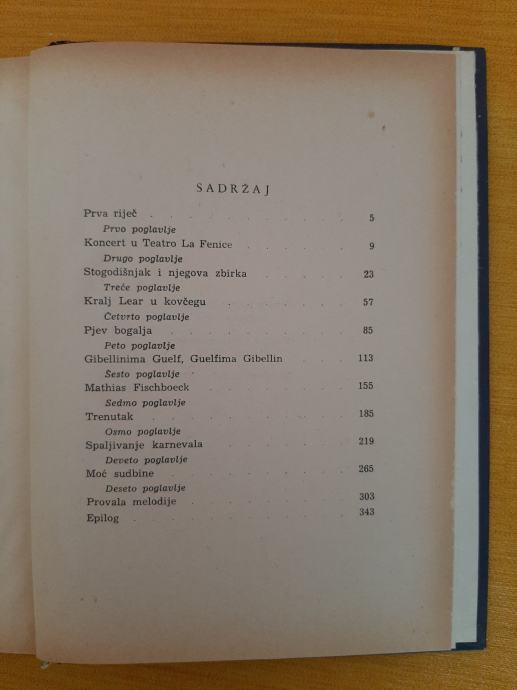 SADRŽAJ
Prva riječ . . . . . . . . . 5
Prvo poglavlje
Koncert u Teatro La Fenice . . . . . 9
Drugo poglavlje
Stogodišnjak i njegova zbirka . . . . . 23
Treće poglavlje
Kralj Lear u kovčegu . . . . . . 57
Četvrto poglavlje
Pjev bogalja . . . . . . . . 85
Peto poglavlje
Gibellinima Guelf, Guelfima Gibellin . . . 113
Šesto poglavlje
Mathias Fischboeck . . . . . . 155
Sedmo poglavlje
Trenutak . . . . . . . . 185
Osmo poglavlje
Spaljivanje karnevala . . . . . . 219
Deveto poglavlje
Moć sudbine . . . . . . . . 265
Deseto poglavlje
Provala melodije . . . . . . . 303
Epilog . . . . . . . . . 343